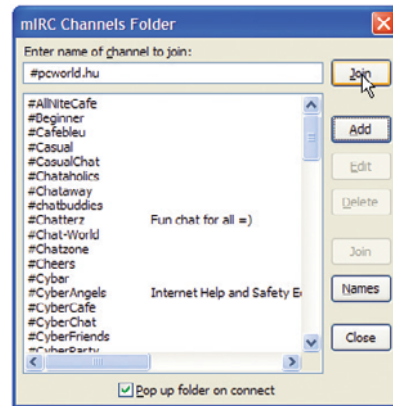 mIRC Channels Folder
Enter name of channel to join:
#pcworld.hu
Join
#AllNiteCafe
#Beginner
#Cafebleu
#Casual
#CasualChat
#Chataholics
#Chataway
#chatbuddies
#Chatterz Fun chat for all =)
#Chat-World
#Chatzone
#Cheers
#Cybar
#CyberAngels Internet Help and Safety E
#CyberCafe
#CyberChat
#CyberFriends
#CyberParty
Add
Edit
Delete
Join
Names
Close
Pop up folder on connect